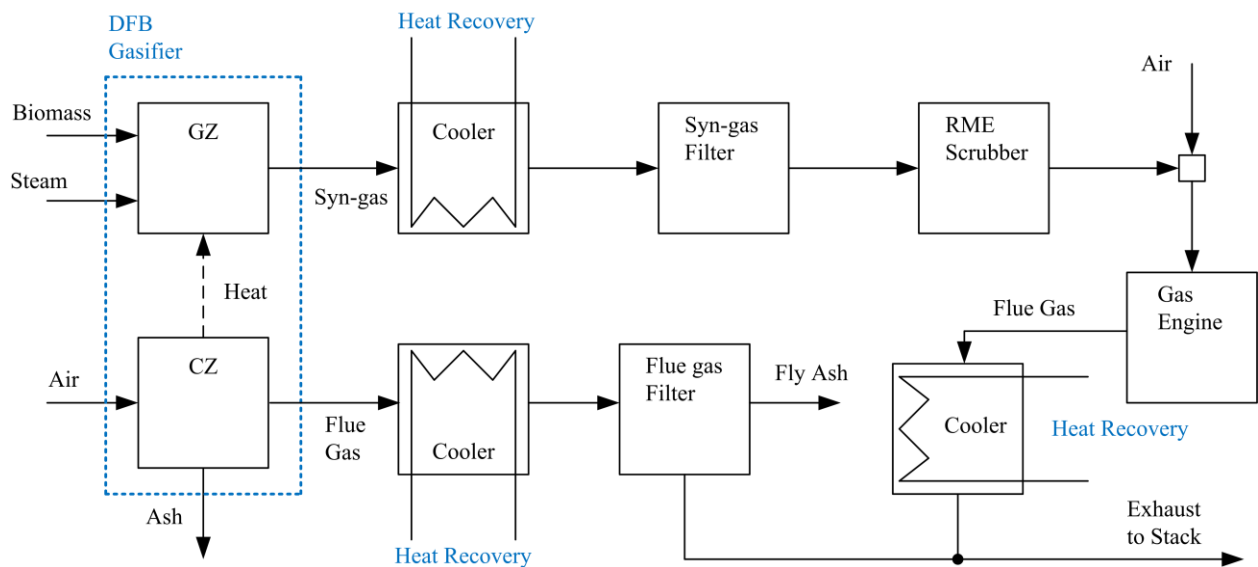 DFB
Gasifier
Heat Recovery
Air
Biomass
GZ
Cooler
Syn-gas
Filter
RME
Scrubber
Steam
Syn-gas
Heat
Gas
Engine
Flue Gas
CZ
Flue gas
Filter
Fly Ash
Air
Flue
Gas
Cooler
Cooler
Heat Recovery
Ash
Heat Recovery
Exhaust
to Stack